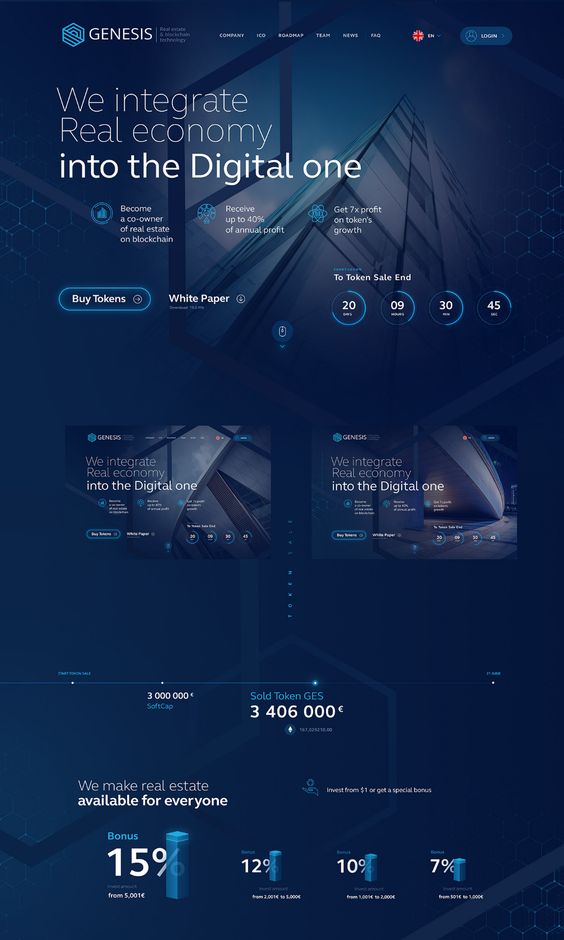 GENESIS
Real estate
& blockchain
technology
COMPANY
ICO
ROADMAP
TEAM
NEWS
FAQ
EN
LOGIN
We integrate
Real economy
into the Digital one
Become
a co-owner
of real estate
on blockchain
Receive
up to 40%
of annual profit
Get 7x profit
on token's
growth
To Token Sale End
Buy Tokens
White Paper
20
DAYS
09
HOURS
30
MIN
45
SEC
GENESIS
We integrate
Real economy
into the Digital one
Become
a co-owner
of real estate
on blockchain
Receive
up to 40%
of annual profit
Get 7x profit
on token's
growth
To Token Sale End
Buy Tokens
White Paper
20
09
30
45
GENESIS
We integrate
Real economy
into the Digital one
Become
a co-owner
of real estate
on blockchain
Receive
up to 40%
of annual profit
Get 7x profit
on token's
growth
To Token Sale End
Buy Tokens
White Paper
20
09
30
45
TOKEN SALE
START TOKEN SALE
3 000 000 €
SoftCap
Sold Token GES
3 406 000 €
We make real estate
available for everyone
Invest from $1 or get a special bonus
Bonus
15%
Invest amount
from 5,001€
Bonus
12%
Invest amount
from 2,001€ to 5,000€
Bonus
10%
Invest amount
from 1,001€ to 2,000€
Bonus
7%
Invest amount
from 501€ to 1,000€